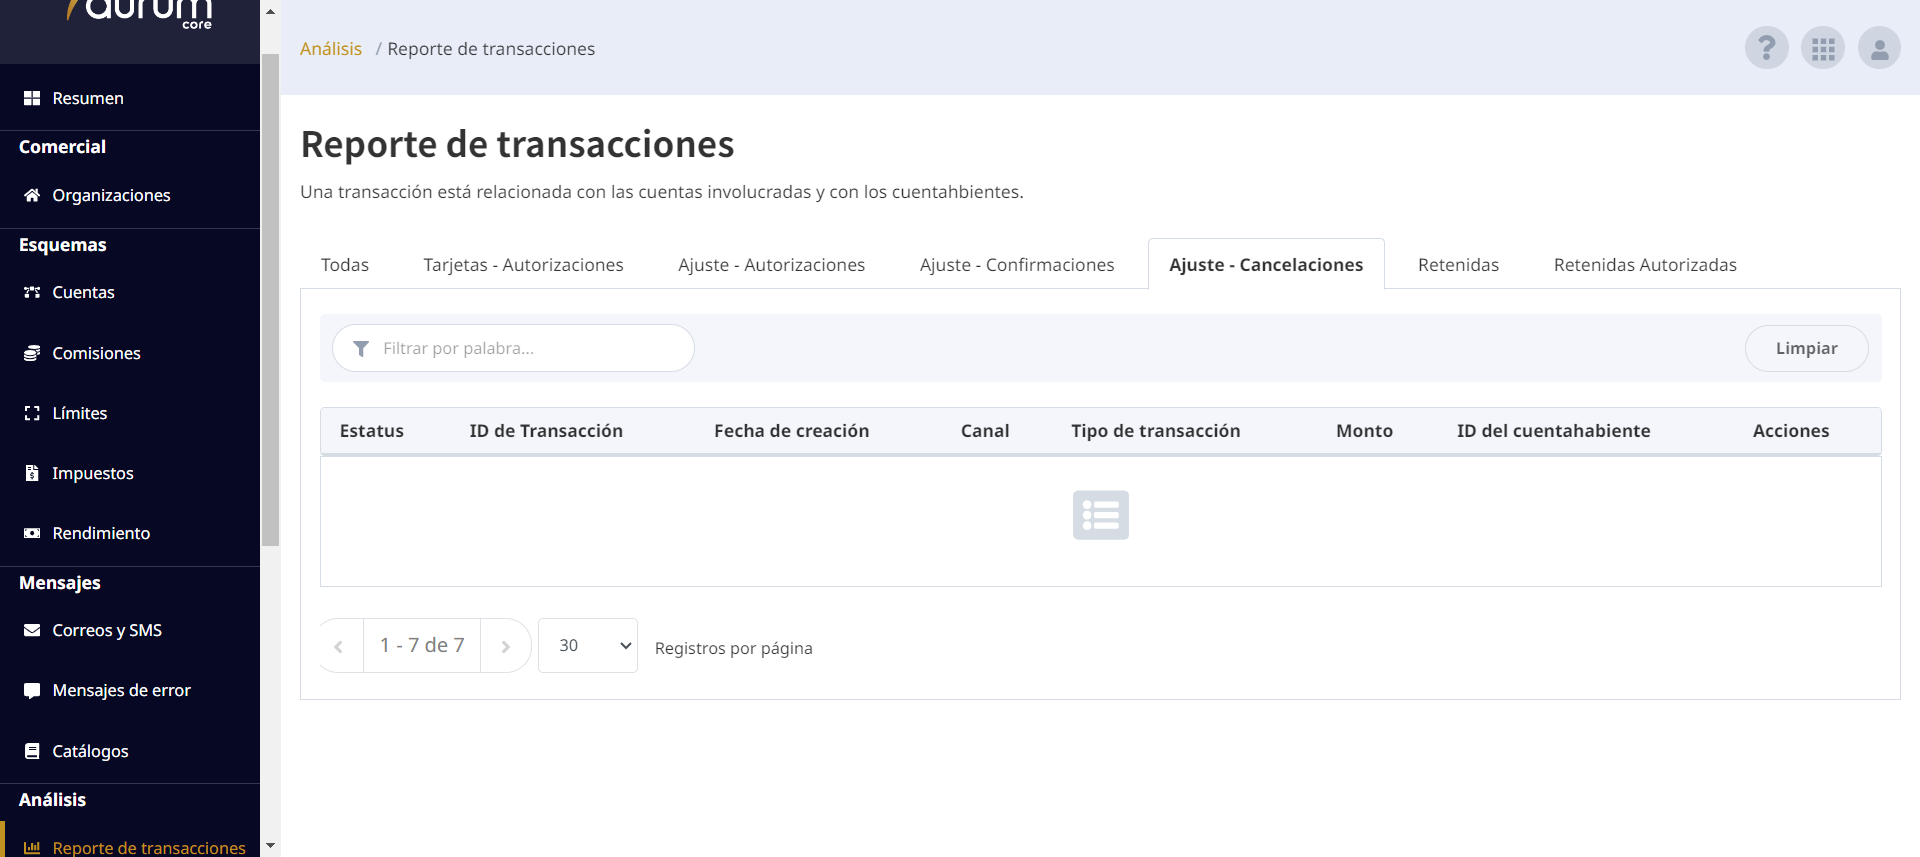 aurum
core
Resumen
Comercial
Organizaciones
Esquemas
Cuentas
Comisiones
Límites
Impuestos
Rendimiento
Mensajes
Correos y SMS
Mensajes de error
Catálogos
Análisis
Reporte de transacciones
Análisis / Reporte de transacciones
Reporte de transacciones
Una transacción está relacionada con las cuentas involucradas y con los cuentahbientes.
Todas Tarjetas - Autorizaciones Ajuste - Autorizaciones Ajuste - Confirmaciones Ajuste - Cancelaciones Retenidas Retenidas Autorizadas
Filtrar por palabra... Limpiar
Estatus ID de Transacción Fecha de creación Canal Tipo de transacción Monto ID del cuentahabiente Acciones
1 - 7 de 7 30 Registros por página